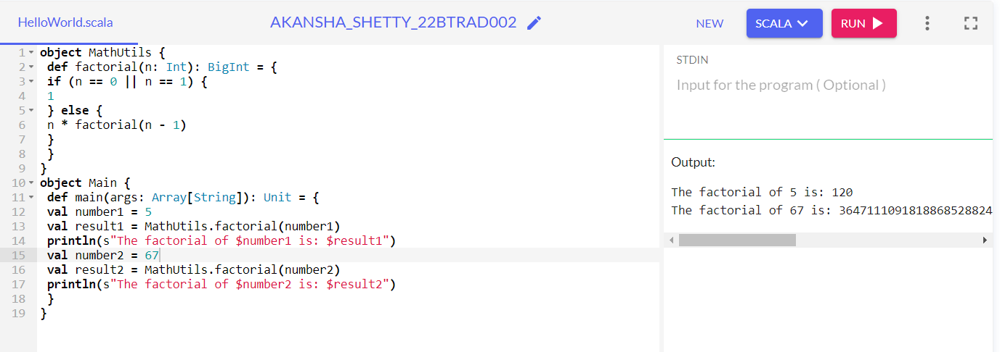 HelloWorld.scala
AKANSHA_SHETTY_22BTRAD002
NEW
SCALA
RUN
1 object MathUtils {
2 def factorial(n: Int): BigInt = {
3 if (n == 0 || n == 1) {
4 1
5 } else {
6 n * factorial(n - 1)
7 }
8 }
9 }
10 object Main {
11 def main(args: Array[String]): Unit = {
12 val number1 = 5
13 val result1 = MathUtils.factorial(number1)
14 println(s"The factorial of $number1 is: $result1")
15 val number2 = 67
16 val result2 = MathUtils.factorial(number2)
17 println(s"The factorial of $number2 is: $result2")
18 }
19 }
STDIN
Input for the program ( Optional )
Output:
The factorial of 5 is: 120
The factorial of 67 is: 3647111091818868528824